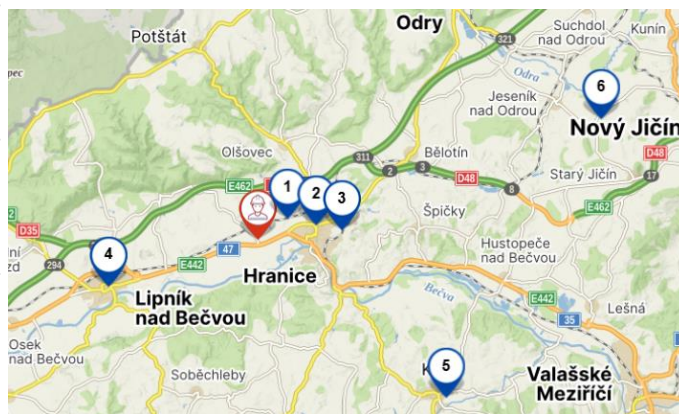 Odry
Suchdol
nad Odrou
Kunín
Potštát
321
Odra
6
Jeseník
nad Odrou
Nový Jičín
Olšovec
311
Bělotín
D48
2
3
D48
E462
D48
Starý Jičín
17
8
1
2
3
E462
Špičky
D35
47
4
294
E442
Hranice
Hustopeče
nad Bečvou
Lipník
nad Bečvou
Bečva
E442
Lešná
35
Osek
nad Bečvou
Soběchleby
5
K
Valašské
Meziříčí